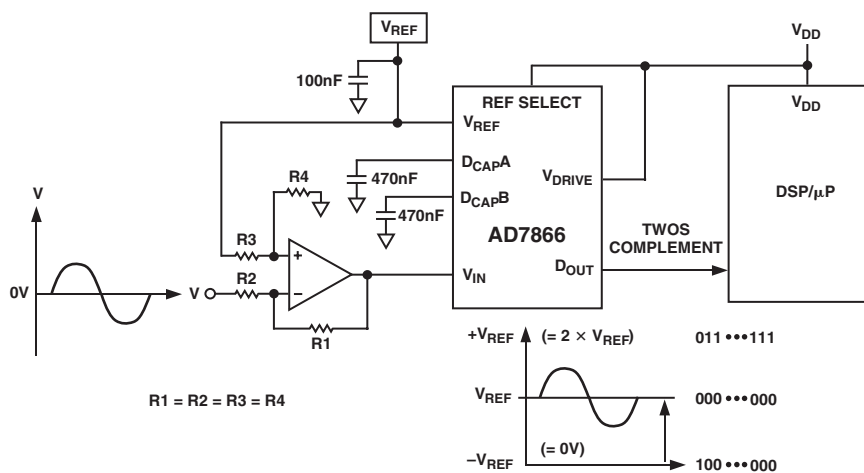 V_REF
V_DD
100nF
REF SELECT
V_DD
V_REF
D_CAPA
R4
470nF
V_DRIVE
V
D_CAPB
DSP/μP
470nF
AD7866
TWOS
COMPLEMENT
R3
+
R2
D_OUT
0V
V
–
V_IN
R1
+V_REF (= 2 × V_REF) 011•••111
R1 = R2 = R3 = R4
V_REF 000•••000
–V_REF (= 0V) 100•••000